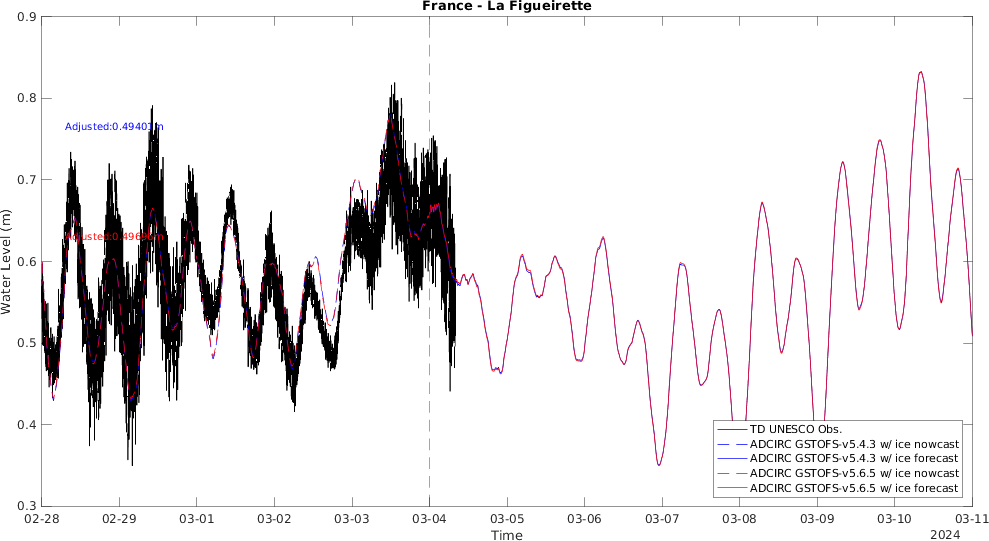 France - La Figueirette
0.9
0.8
0.7
0.6
0.5
0.4
0.3
Water Level (m)
Adjusted:0.49401m
TD UNESCO Obs.
ADCIRC GSTOFS-v5.4.3 w/ ice nowcast
ADCIRC GSTOFS-v5.4.3 w/ ice forecast
ADCIRC GSTOFS-v5.6.5 w/ ice nowcast
ADCIRC GSTOFS-v5.6.5 w/ ice forecast
02-28 02-29 03-01 03-02 03-03 03-04 03-05 03-06 03-07 03-08 03-09 03-10 03-11
Time
2024